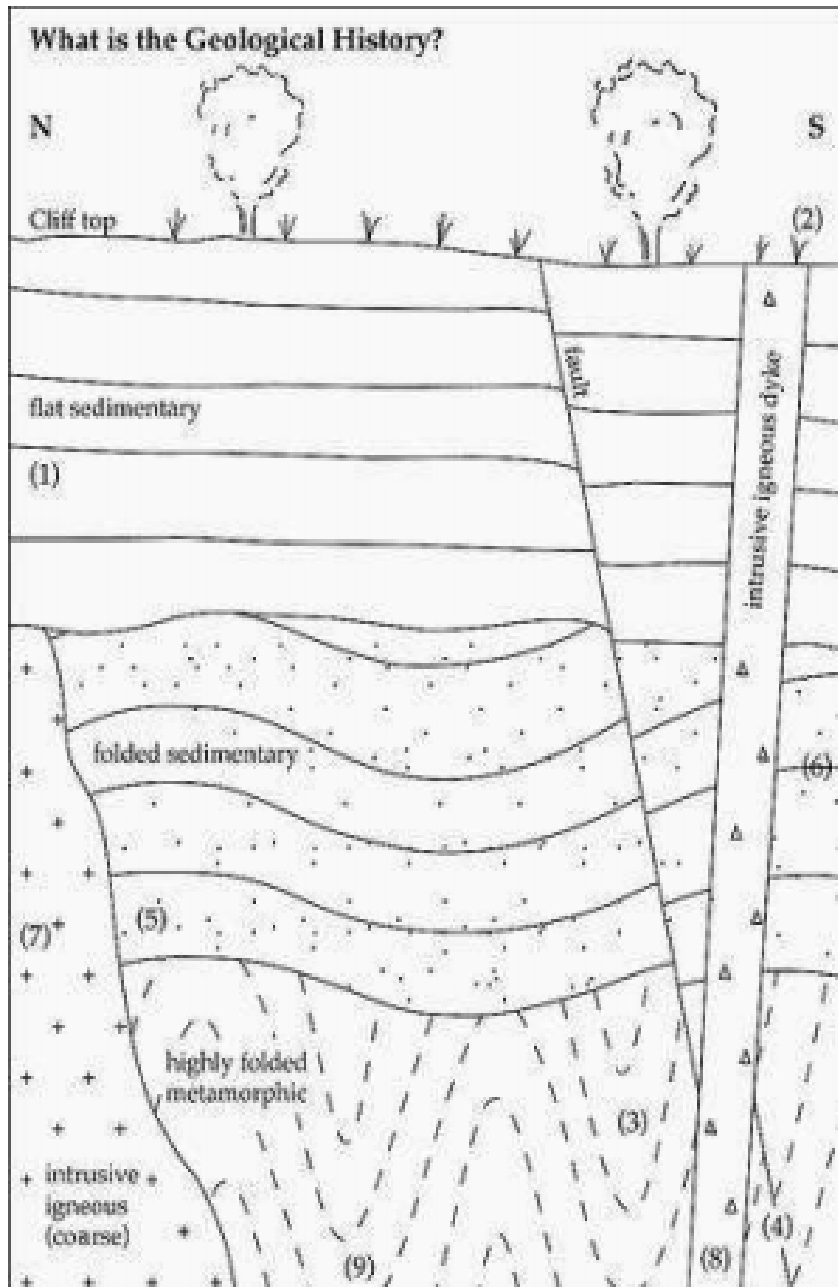 What is the Geological History?
N
S
Cliff top
(2)
fault
flat sedimentary
(1)
intrusive igneous dyke
folded sedimentary
(6)
(5)
(7)
highly folded
metamorphic
(3)
intrusive
igneous
(coarse)
(4)
(9)
(8)